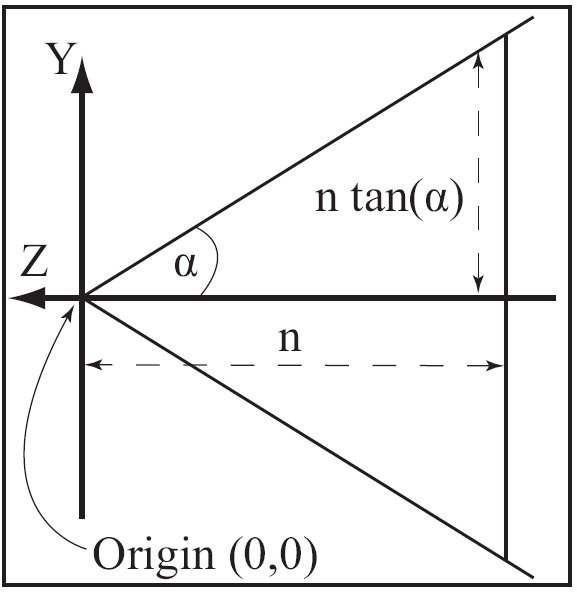 Y
n tan(α)
Z
α
n
Origin (0,0)